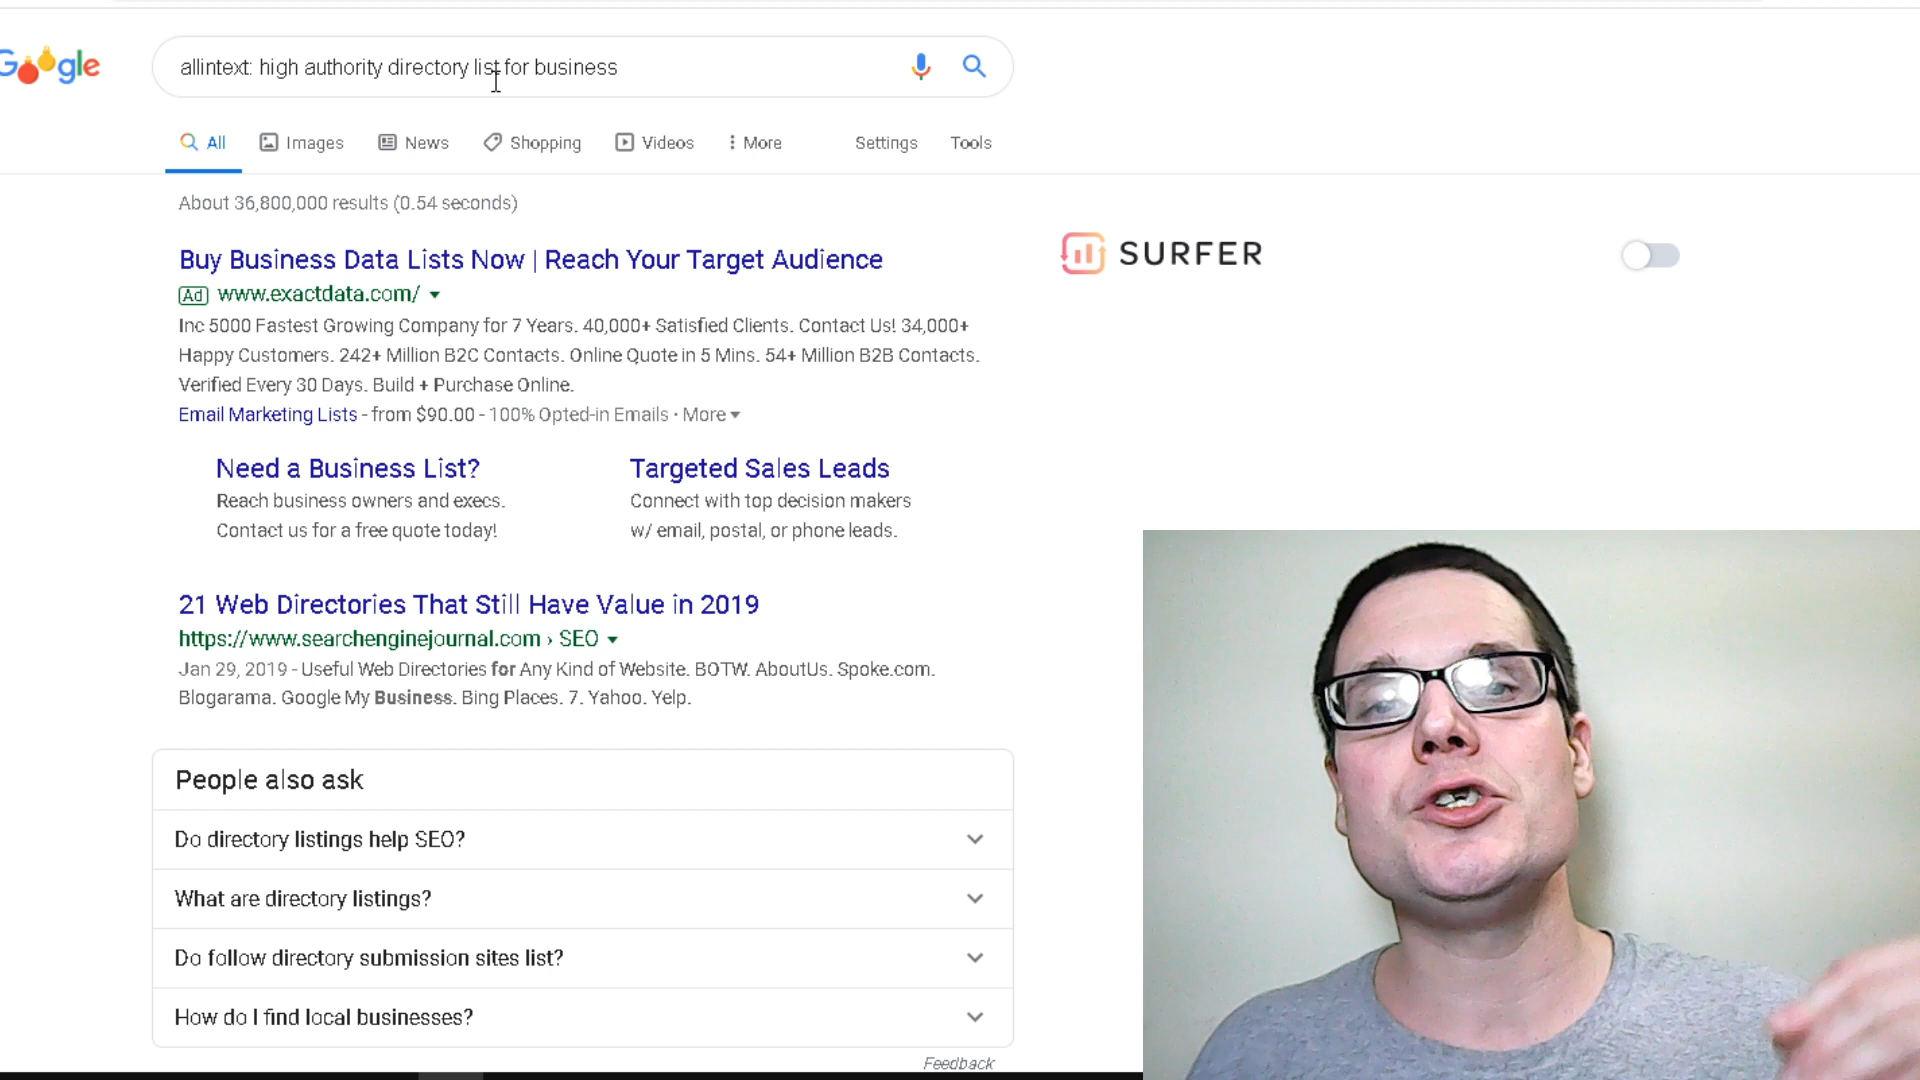 Google
allintext: high authority directory list for business
All Images News Shopping Videos More Settings Tools
About 36,800,000 results (0.54 seconds)
Buy Business Data Lists Now | Reach Your Target Audience
Ad www.exactdata.com/
Inc 5000 Fastest Growing Company for 7 Years. 40,000+ Satisfied Clients. Contact Us! 34,000+
Happy Customers. 242+ Million B2C Contacts. Online Quote in 5 Mins. 54+ Million B2B Contacts.
Verified Every 30 Days. Build + Purchase Online.
Email Marketing Lists - from $90.00 - 100% Opted-in Emails · More
Need a Business List?
Reach business owners and execs.
Contact us for a free quote today!
Targeted Sales Leads
Connect with top decision makers
w/ email, postal, or phone leads.
21 Web Directories That Still Have Value in 2019
https://www.searchenginejournal.com › SEO
Jan 29, 2019 - Useful Web Directories for Any Kind of Website. BOTW. AboutUs. Spoke.com.
Blogarama. Google My Business. Bing Places. 7. Yahoo. Yelp.
People also ask
Do directory listings help SEO?
What are directory listings?
Do follow directory submission sites list?
How do I find local businesses?
Feedback
SURFER